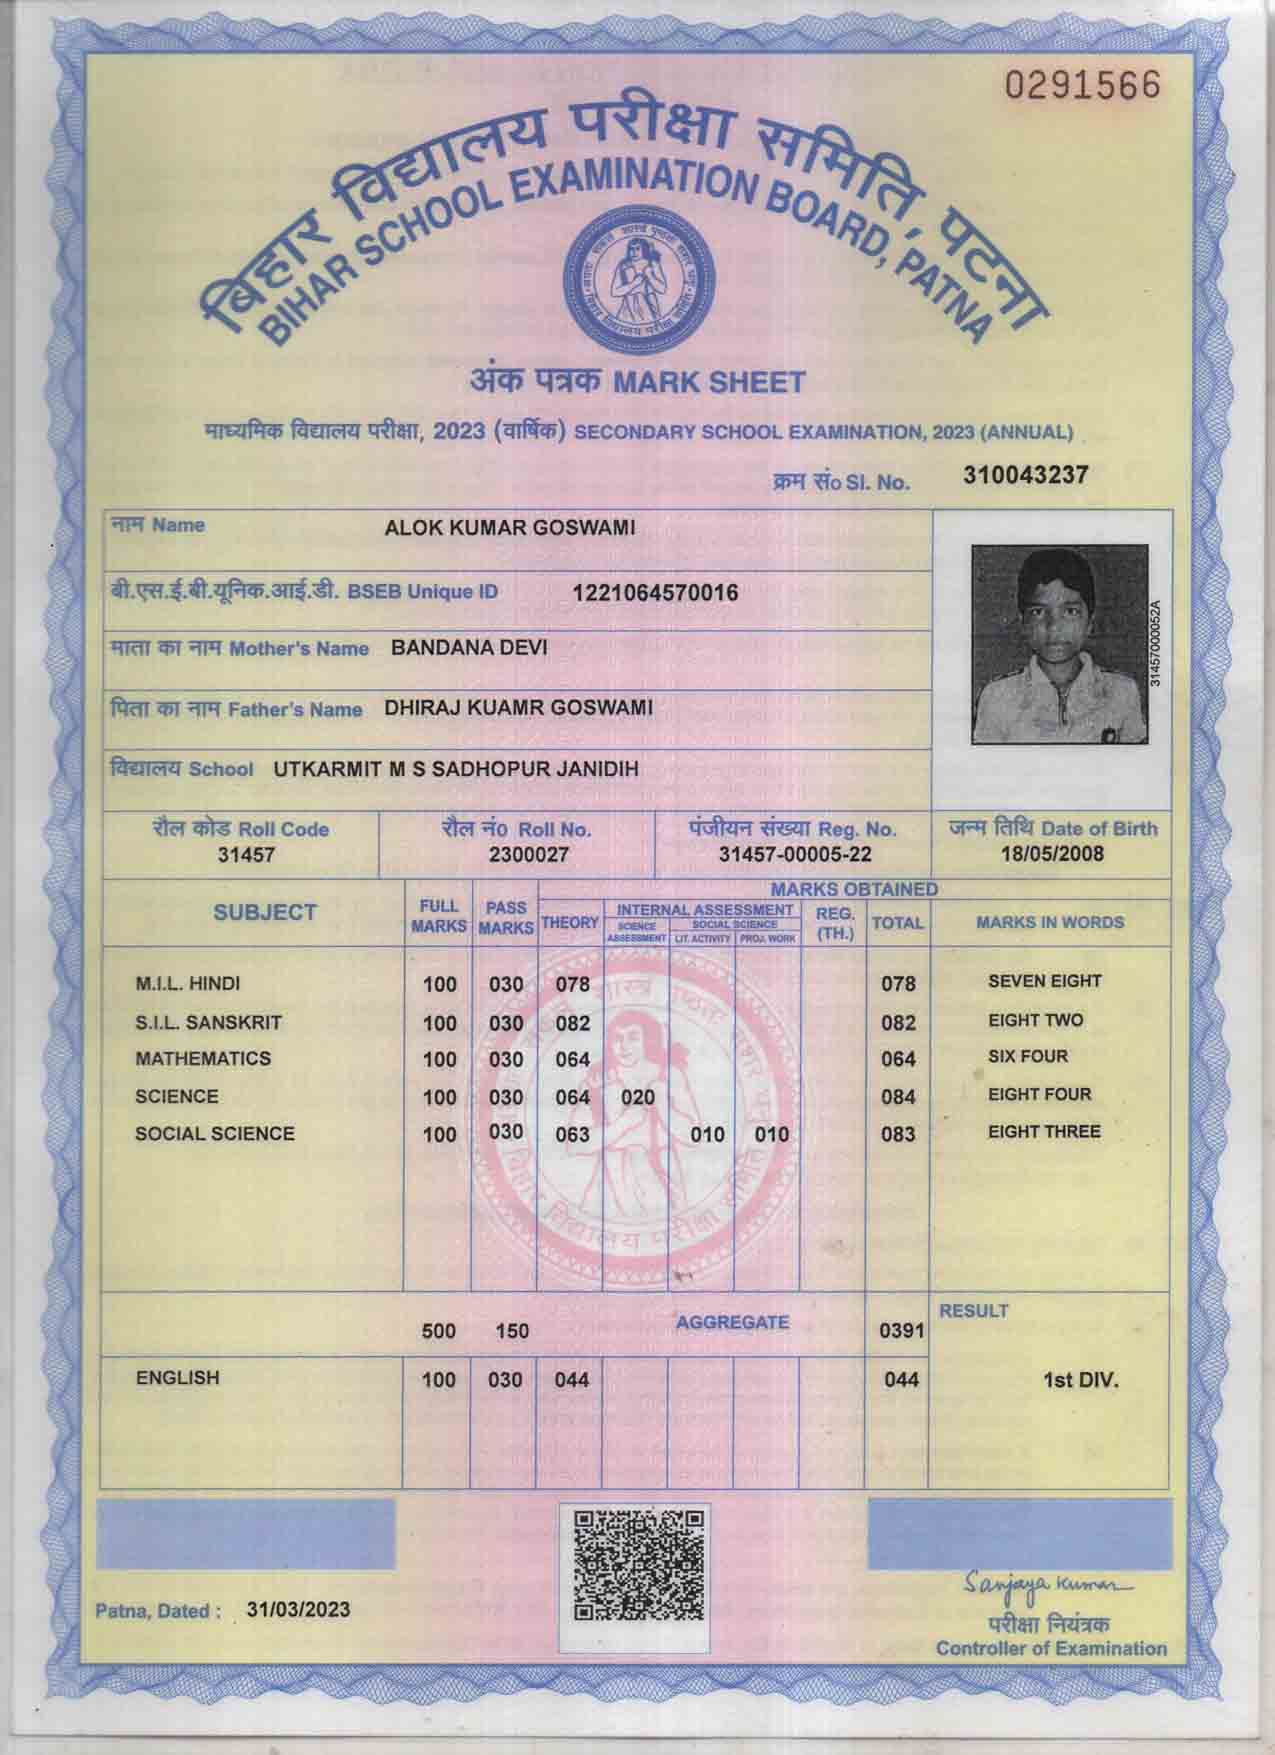 0291566
बिहार विद्यालय परीक्षा समिति, पटना
BIHAR SCHOOL EXAMINATION BOARD, PATNA
अंक पत्रक MARK SHEET
माध्यमिक विद्यालय परीक्षा, 2023 (वार्षिक) SECONDARY SCHOOL EXAMINATION, 2023 (ANNUAL)
क्रम सं० Sl. No. 310043237
नाम Name ALOK KUMAR GOSWAMI
बी.एस.ई.बी.यूनिक.आई.डी. BSEB Unique ID 1221064570016
माता का नाम Mother's Name BANDANA DEVI
पिता का नाम Father's Name DHIRAJ KUAMR GOSWAMI
विद्यालय School UTKARMIT M S SADHOPUR JANIDIH
31457000052A
रौल कोड Roll Code रौल नं० Roll No. पंजीयन संख्या Reg. No. जन्म तिथि Date of Birth
31457 2300027 31457-00005-22 18/05/2008
MARKS OBTAINED
SUBJECT FULL MARKS PASS MARKS THEORY INTERNAL ASSESSMENT REG. (TH.) TOTAL MARKS IN WORDS
SCIENCE ASSESSMENT SOCIAL SCIENCE
LIT. ACTIVITY PROJ. WORK
M.I.L. HINDI 100 030 078 078 SEVEN EIGHT
S.I.L. SANSKRIT 100 030 082 082 EIGHT TWO
MATHEMATICS 100 030 064 064 SIX FOUR
SCIENCE 100 030 064 020 084 EIGHT FOUR
SOCIAL SCIENCE 100 030 063 010 010 083 EIGHT THREE
बिहार विद्यालय परीक्षा समिति
500 150 AGGREGATE 0391 RESULT
ENGLISH 100 030 044 044 1st DIV.
Sanjaya Kumar
Patna, Dated : 31/03/2023
परीक्षा नियंत्रक
Controller of Examination